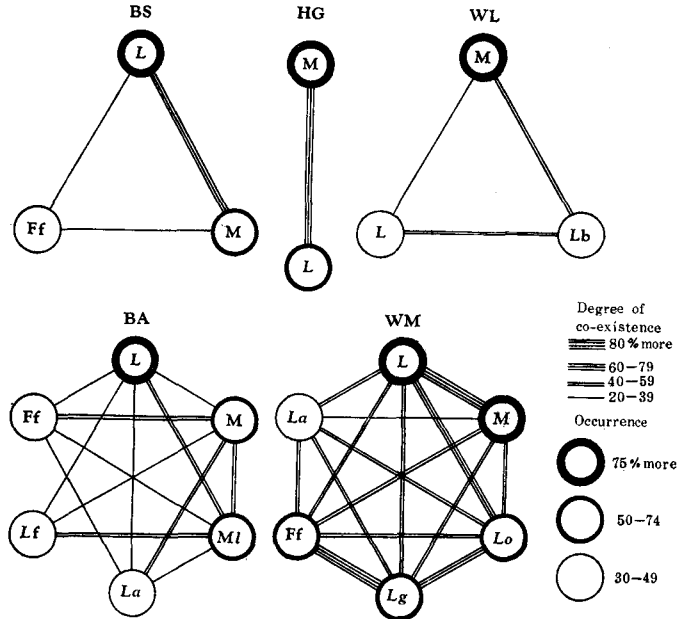 BS
HG
WL
L
M
M
Ff
M
L
L
Lb
BA
WM
Degree of
co-existence
80%more
60—79
40—59
20—39
L
L
Ff
M
La
M
Occurrence
75%more
Lf
Ml
Ff
Lo
50—74
La
Lg
30—49